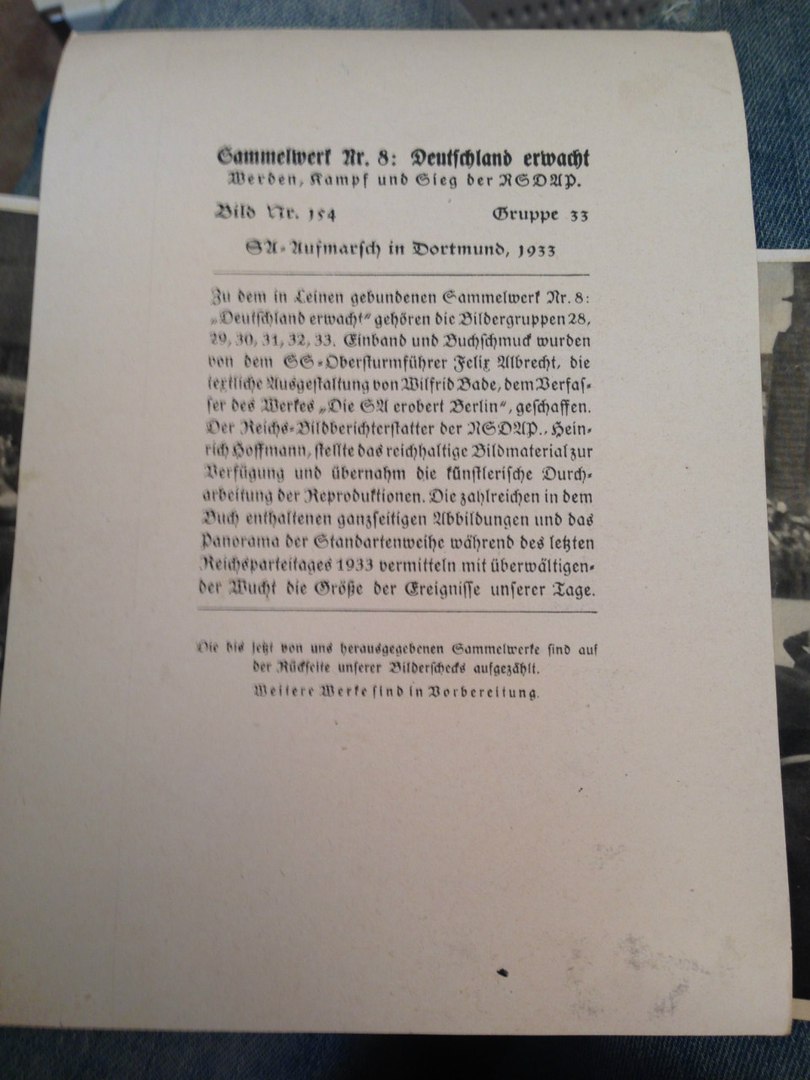 Sammelwerk Nr. 8: Deutschland erwacht
Werden, Kampf und Sieg der NSDAP.
Bild Nr. 154 Gruppe 33
SA-Aufmarsch in Dortmund, 1933
Zu dem in Leinen gebundenen Sammelwerk Nr. 8:
„Deutschland erwacht“ gehören die Bildergruppen 28,
29, 30, 31, 32, 33. Einband und Buchschmuck wurden
von dem SS-Obersturmführer Felix Albrecht, die
textliche Ausgestaltung von Wilfrid Bade, dem Verfas-
ser des Werkes „Die SA erobert Berlin“, geschaffen.
Der Reichs-Bildberichterstatter der NSDAP., Hein-
rich Hoffmann, stellte das reichhaltige Bildmaterial zur
Verfügung und übernahm die künstlerische Durch-
arbeitung der Reproduktionen. Die zahlreichen in dem
Buch enthaltenen ganzseitigen Abbildungen und das
Panorama der Standartenweihe während des letzten
Reichsparteitages 1933 vermitteln mit überwältigen-
der Wucht die Größe der Ereignisse unserer Tage.
Die bis jetzt von uns herausgegebenen Sammelwerke sind auf
der Rückseite unserer Bilderschecks aufgezählt.
Weitere Werke sind in Vorbereitung.